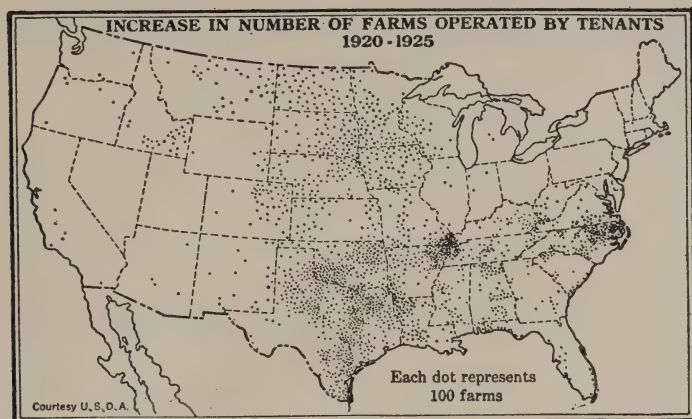 INCREASE IN NUMBER OF FARMS OPERATED BY TENANTS
1920-1925
Each dot represents
100 farms
Courtesy U.S.D.A.